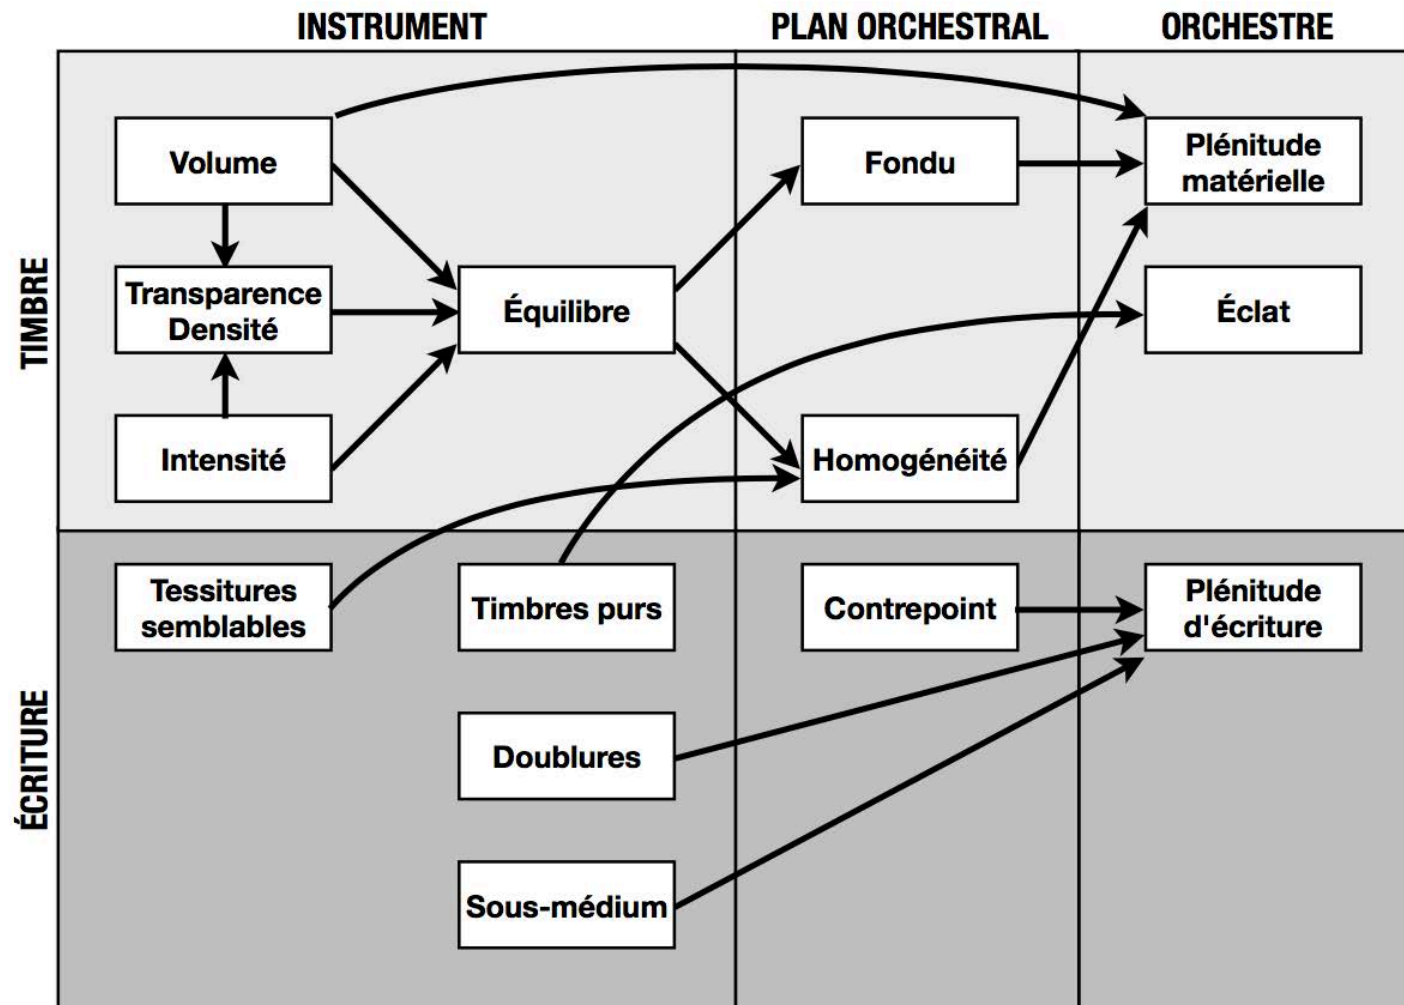 INSTRUMENT
PLAN ORCHESTRAL
ORCHESTRE
TIMBRE
Volume
Fondu
Plénitude
matérielle
Transparence
Densité
Équilibre
Éclat
Intensité
Homogénéité
ÉCRITURE
Tessitures
semblables
Timbres purs
Contrepoint
Plénitude
d'écriture
Doublures
Sous-médium